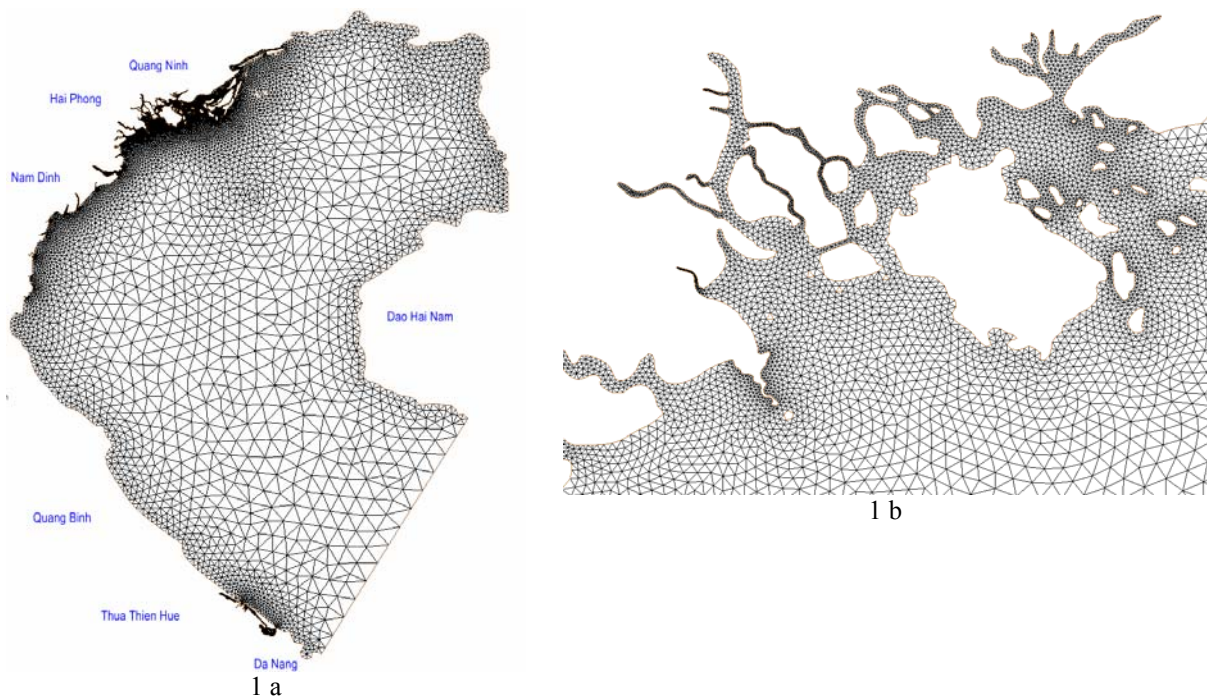 Quang Ninh
Hai Phong
Nam Dinh
Dao Hai Nam
Quang Binh
Thua Thien Hue
Da Nang
1 a
1 b